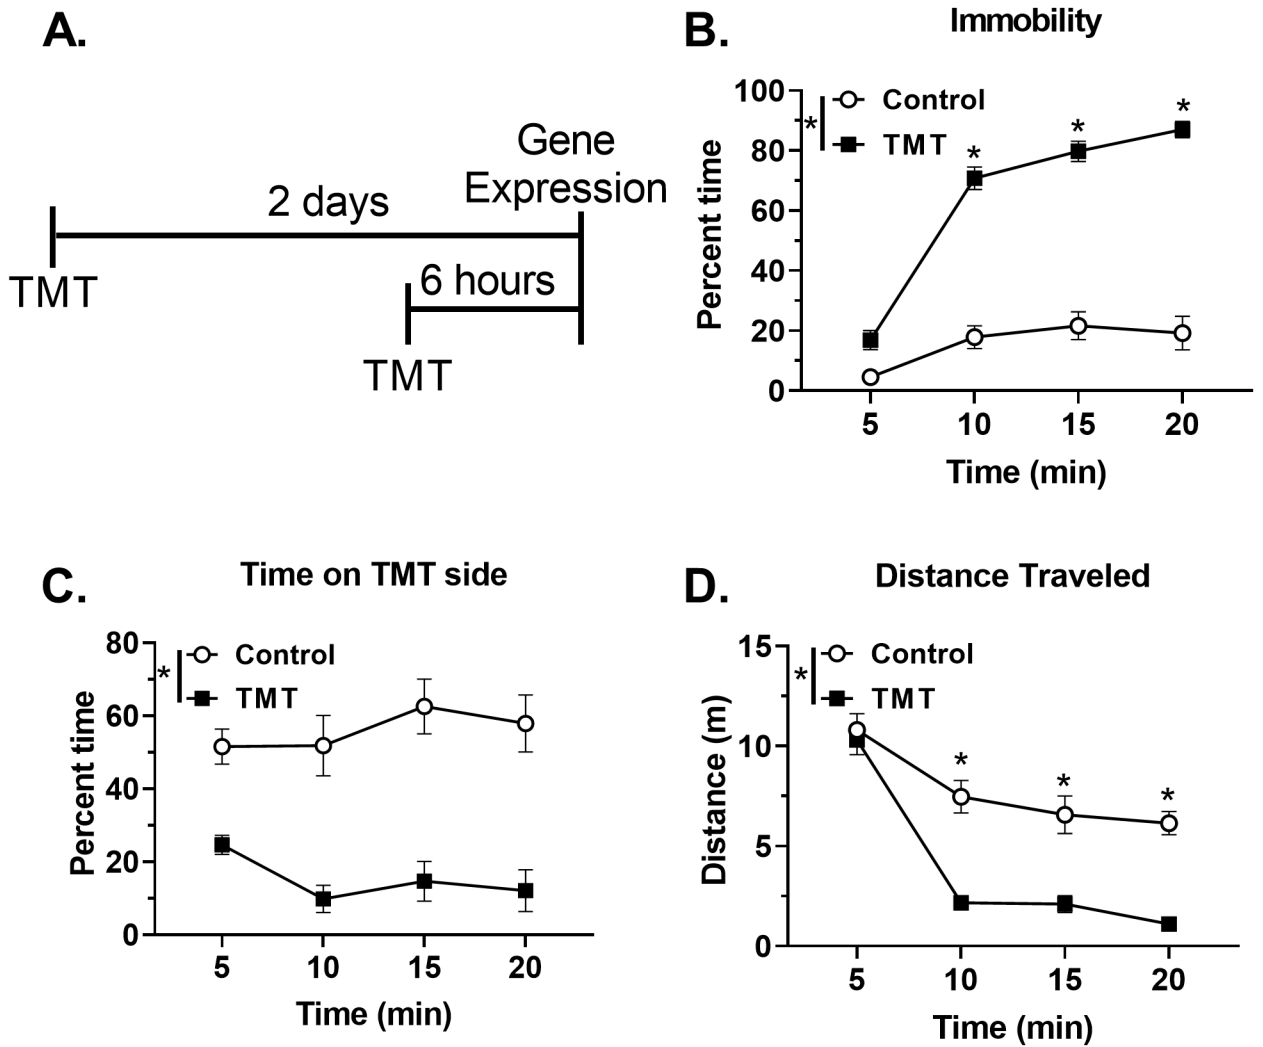 A.
Gene
Expression
2 days
TMT
6 hours
TMT
B.
Immobility
Percent time
100
80
60
40
20
0
*
Control
TMT
*
*
*
5 10 15 20
Time (min)
C.
Time on TMT side
Percent time
80
60
40
20
0
*
Control
TMT
5 10 15 20
Time (min)
D.
Distance Traveled
Distance (m)
15
10
5
0
*
Control
TMT
*
*
*
5 10 15 20
Time (min)